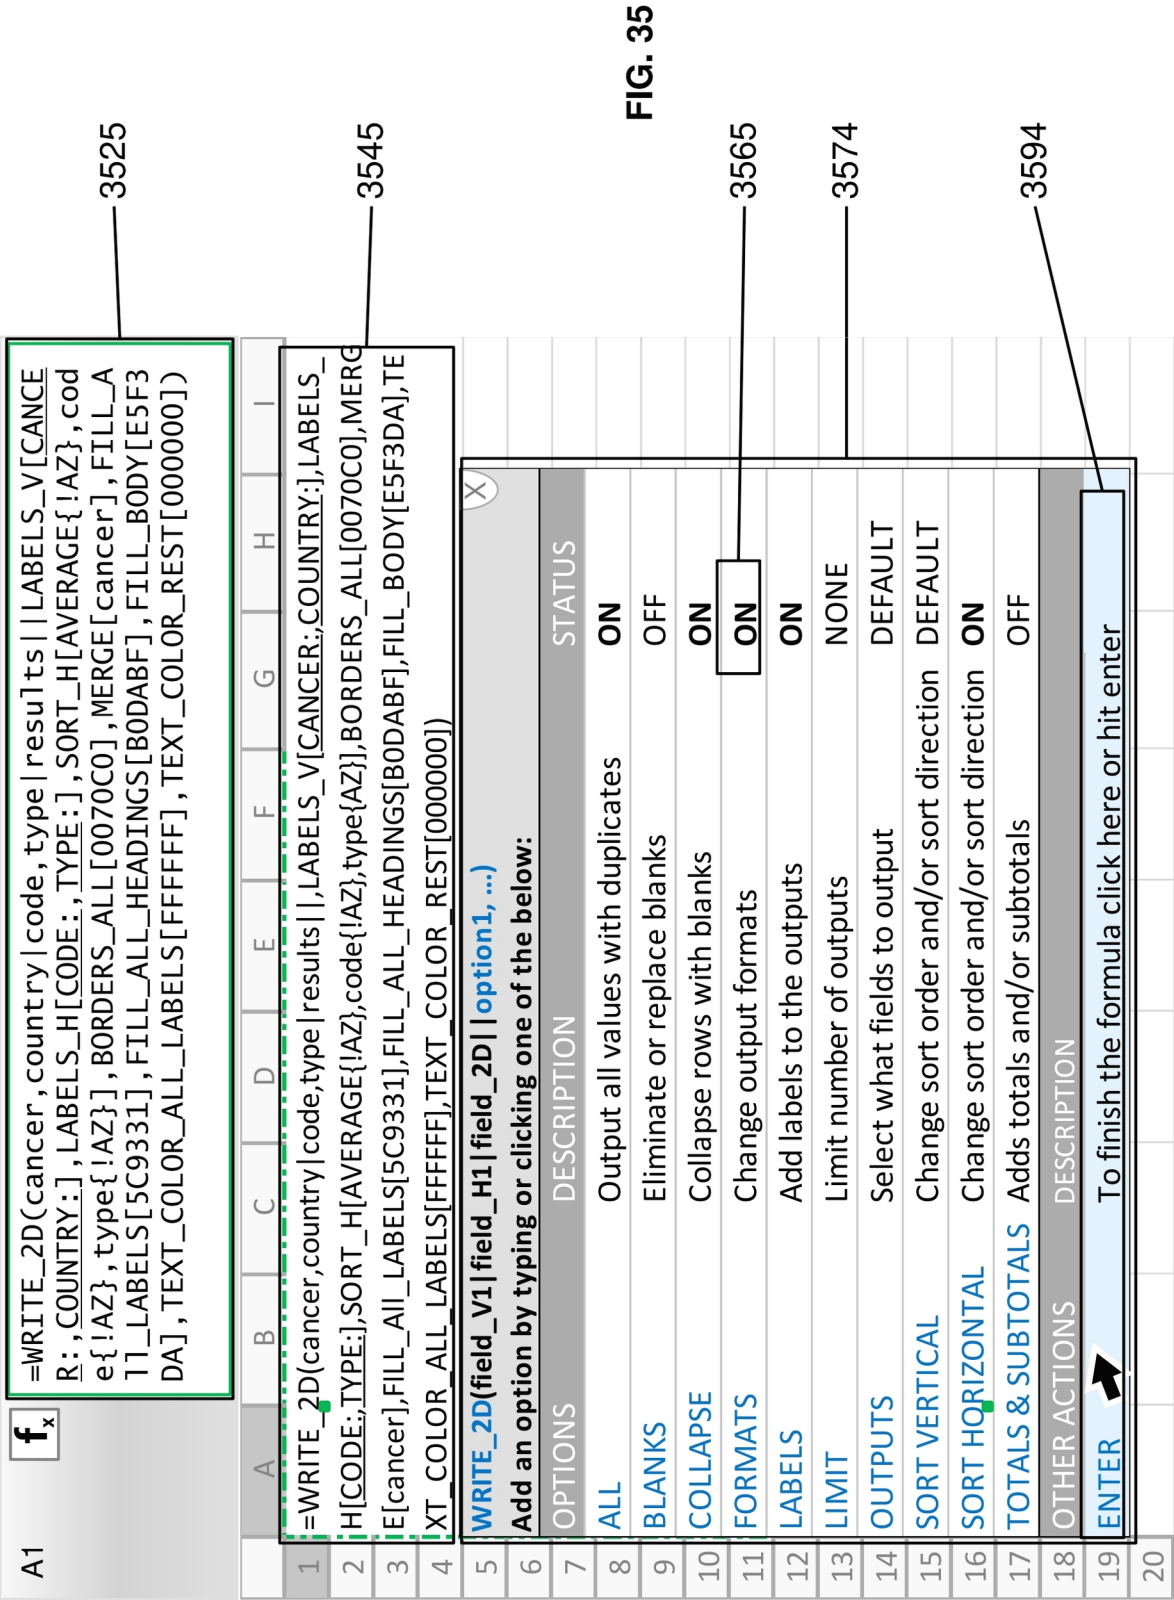 A1
fx
=WRITE_2D(cancer,country|code,type|results||LABELS_V[CANCE
R:,COUNTRY:],LABELS_H[CODE:,TYPE:],SORT_H[AVERAGE{!AZ},cod
e{!AZ},type{!AZ}],BORDERS_ALL[0070C0],MERGE[cancer],FILL_A
ll_LABELS[5C9331],FILL_ALL_HEADINGS[B0DABF],FILL_BODY[E5F3
DA],TEXT_COLOR_ALL_LABELS[FFFFFF],TEXT_COLOR_REST[000000])
3525
A B C D E F G H I
1 =WRITE_2D(cancer,country|code,type|results||,LABELS_V[CANCER:,COUNTRY:],LABELS_
2 H[CODE:,TYPE:],SORT_H[AVERAGE{!AZ},code{!AZ},type{AZ}],BORDERS_ALL[0070C0],MERG
3 E[cancer],FILL_All_LABELS[5C9331],FILL_ALL_HEADINGS[B0DABF],FILL_BODY[E5F3DA],TE
4 XT_COLOR_ALL_LABELS[FFFFFF],TEXT_COLOR_REST[000000])
3545
5 WRITE_2D(field_V1|field_H1|field_2D||option1, ...) X
6 Add an option by typing or clicking one of the below:
7 OPTIONS DESCRIPTION STATUS
8 ALL Output all values with duplicates ON
9 BLANKS Eliminate or replace blanks OFF
10 COLLAPSE Collapse rows with blanks ON
11 FORMATS Change output formats ON
3565
12 LABELS Add labels to the outputs ON
13 LIMIT Limit number of outputs NONE
3574
14 OUTPUTS Select what fields to output DEFAULT
15 SORT VERTICAL Change sort order and/or sort direction DEFAULT
16 SORT HORIZONTAL Change sort order and/or sort direction ON
17 TOTALS & SUBTOTALS Adds totals and/or subtotals OFF
18 OTHER ACTIONS DESCRIPTION
19 ENTER To finish the formula click here or hit enter
3594
20
FIG. 35